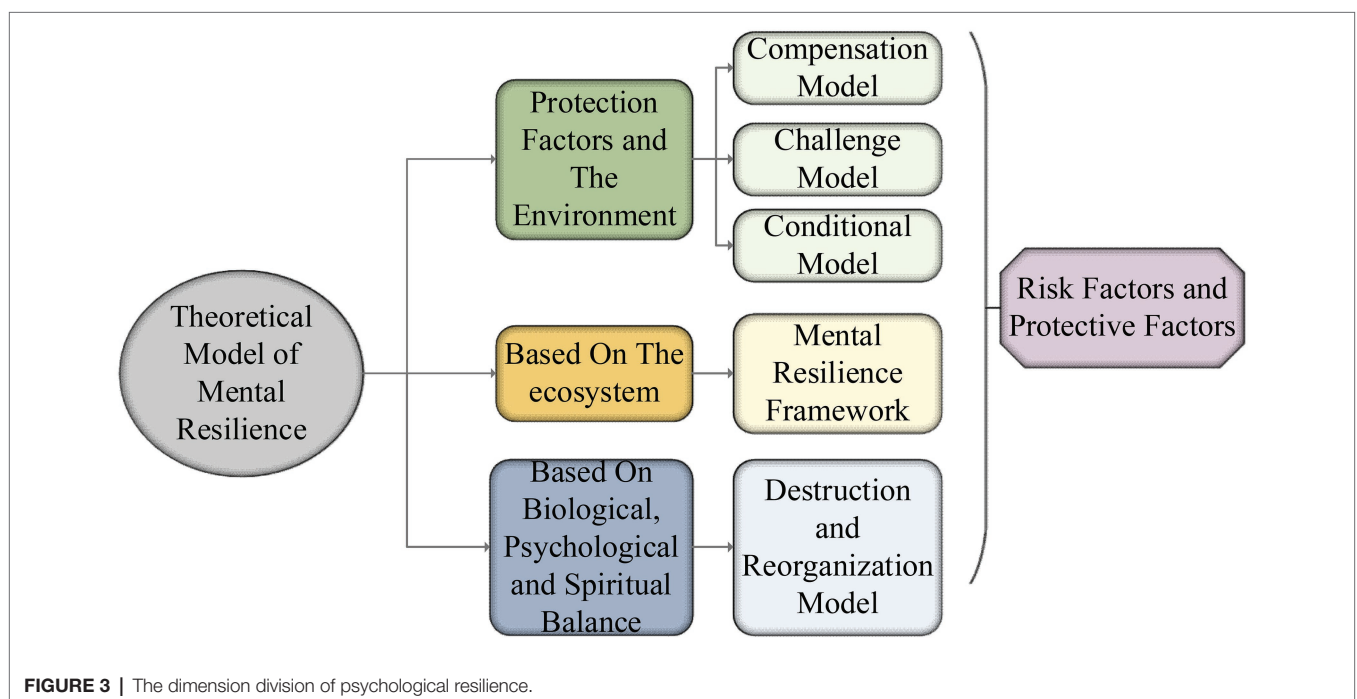 Theoretical
Model of
Mental
Resilience
Protection
Factors and
The
Environment
Compensation
Model
Challenge
Model
Conditional
Model
Based On The
ecosystem
Mental
Resilience
Framework
Based On
Biological,
Psychological
and Spiritual
Balance
Destruction
and
Reorganization
Model
Risk Factors and
Protective Factors
FIGURE 3 | The dimension division of psychological resilience.